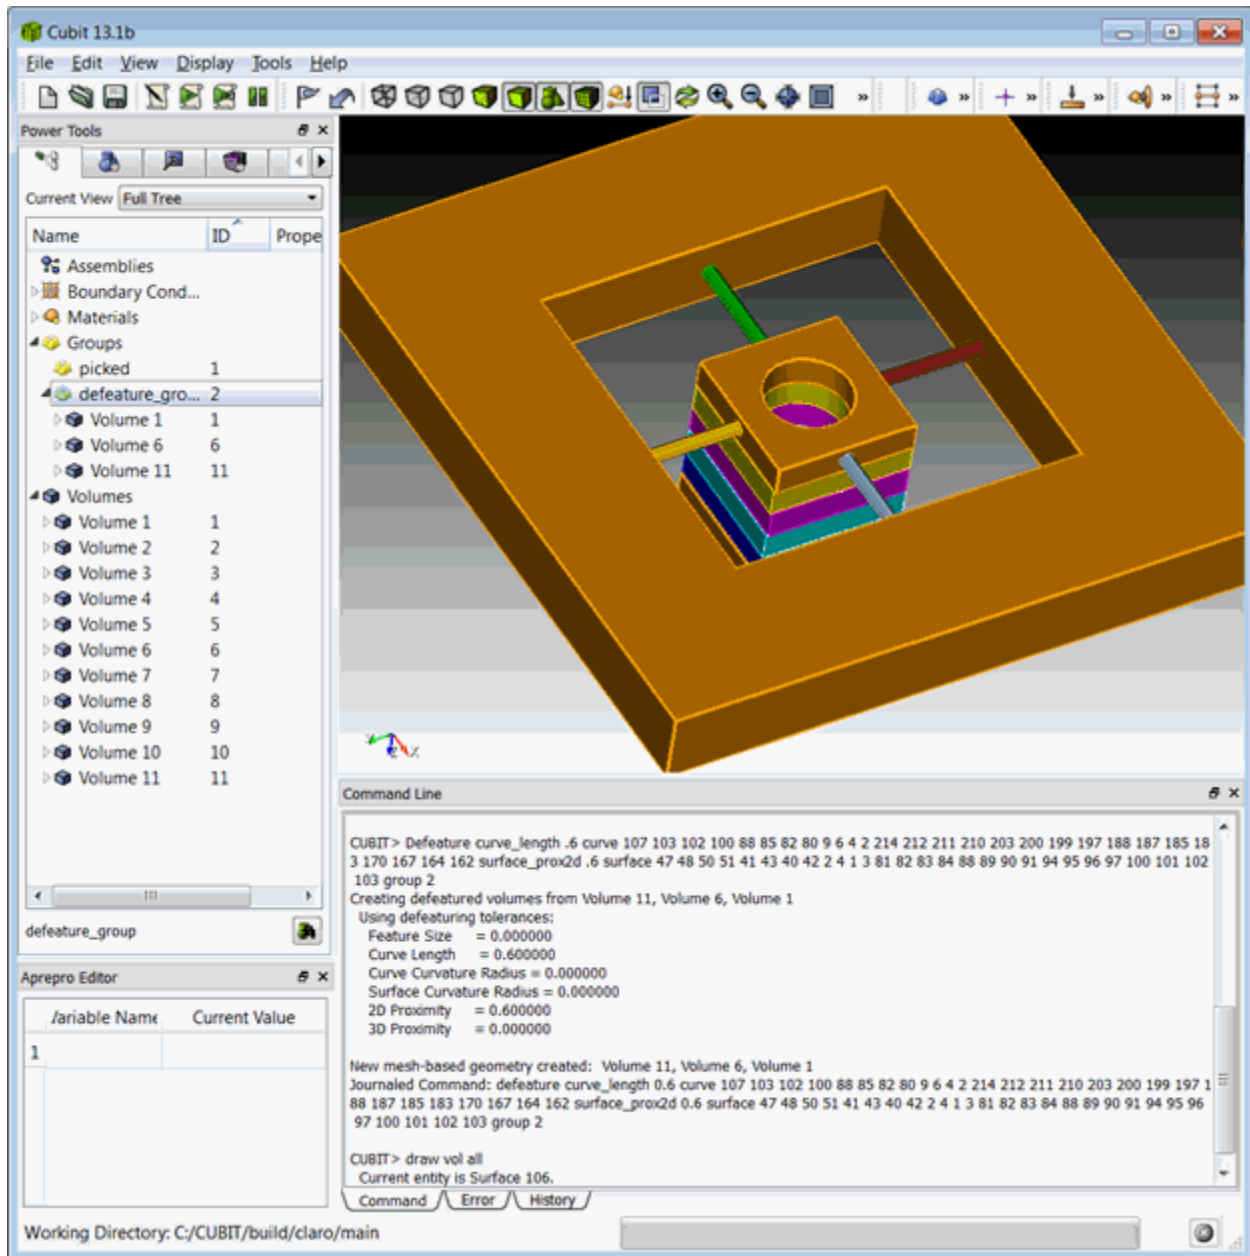 Cubit 13.1b
File Edit View Display Tools Help
Power Tools
Current View Full Tree
Name ID Prope
Assemblies
Boundary Cond...
Materials
Groups
picked 1
defeature_gro... 2
Volume 1 1
Volume 6 6
Volume 11 11
Volumes
Volume 1 1
Volume 2 2
Volume 3 3
Volume 4 4
Volume 5 5
Volume 6 6
Volume 7 7
Volume 8 8
Volume 9 9
Volume 10 10
Volume 11 11
defeature_group
Aprepro Editor
/ariable Name Current Value
1
Y Z X
Command Line
CUBIT> Defeature curve_length .6 curve 107 103 102 100 88 85 82 80 9 6 4 2 214 212 211 210 203 200 199 197 188 187 185 18
3 170 167 164 162 surface_prox2d .6 surface 47 48 50 51 41 43 40 42 2 4 1 3 81 82 83 84 88 89 90 91 94 95 96 97 100 101 102
103 group 2
Creating defeatured volumes from Volume 11, Volume 6, Volume 1
Using defeaturing tolerances:
Feature Size = 0.000000
Curve Length = 0.600000
Curve Curvature Radius = 0.000000
Surface Curvature Radius = 0.000000
2D Proximity = 0.600000
3D Proximity = 0.000000
New mesh-based geometry created: Volume 11, Volume 6, Volume 1
Journaled Command: defeature curve_length 0.6 curve 107 103 102 100 88 85 82 80 9 6 4 2 214 212 211 210 203 200 199 197 1
88 187 185 183 170 167 164 162 surface_prox2d 0.6 surface 47 48 50 51 41 43 40 42 2 4 1 3 81 82 83 84 88 89 90 91 94 95 96
97 100 101 102 103 group 2
CUBIT> draw vol all
Current entity is Surface 106.
Command Error History
Working Directory: C:/CUBIT/build/claro/main